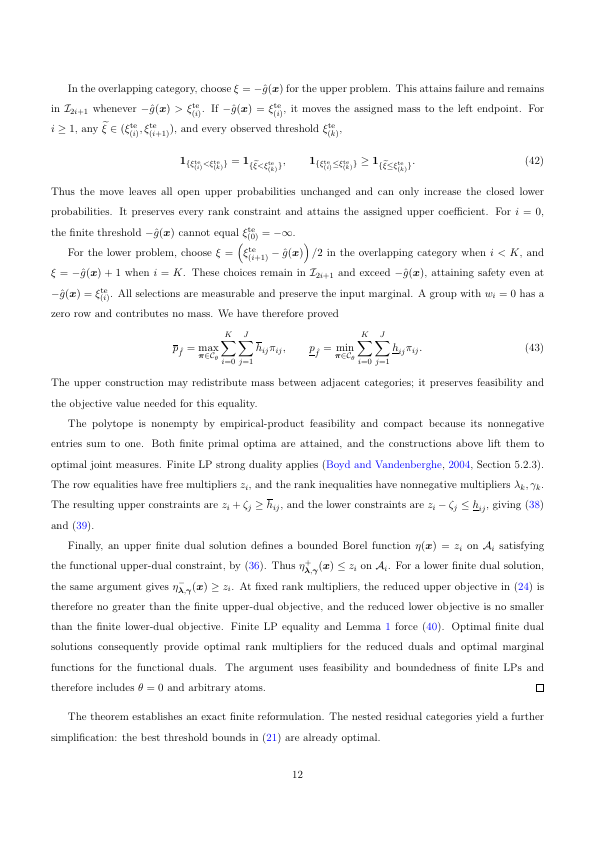 In the overlapping category, choose ξ = −ĝ(x) for the upper problem. This attains failure and remains
in I_{2i+1} whenever −ĝ(x) > ξ^{te}_{(i)}. If −ĝ(x) = ξ^{te}_{(i)}, it moves the assigned mass to the left endpoint. For
i ≥ 1, any ξ̃ ∈ (ξ^{te}_{(i)}, ξ^{te}_{(i+1)}), and every observed threshold ξ^{te}_{(k)},
1_{\{ξ^{te}_{(i)}<ξ^{te}_{(k)}\}} = 1_{\{ξ̃<ξ^{te}_{(k)}\}}, 1_{\{ξ^{te}_{(i)}≤ξ^{te}_{(k)}\}} ≥ 1_{\{ξ̃≤ξ^{te}_{(k)}\}}. (42)
Thus the move leaves all open upper probabilities unchanged and can only increase the closed lower
probabilities. It preserves every rank constraint and attains the assigned upper coefficient. For i = 0,
the finite threshold −ĝ(x) cannot equal ξ^{te}_{(0)} = −∞.
For the lower problem, choose ξ = (ξ^{te}_{(i+1)} − ĝ(x))/2 in the overlapping category when i < K, and
ξ = −ĝ(x) + 1 when i = K. These choices remain in I_{2i+1} and exceed −ĝ(x), attaining safety even at
−ĝ(x) = ξ^{te}_{(i)}. All selections are measurable and preserve the input marginal. A group with w_i = 0 has a
zero row and contributes no mass. We have therefore proved
p̄_f = max_{π∈C_θ} ∑_{i=0}^{K} ∑_{j=1}^{J} h̄_{ij}π_{ij}, p̲_f = min_{π∈C_θ} ∑_{i=0}^{K} ∑_{j=1}^{J} h̲_{ij}π_{ij}. (43)
The upper construction may redistribute mass between adjacent categories; it preserves feasibility and
the objective value needed for this equality.
The polytope is nonempty by empirical-product feasibility and compact because its nonnegative
entries sum to one. Both finite primal optima are attained, and the constructions above lift them to
optimal joint measures. Finite LP strong duality applies (Boyd and Vandenberghe, 2004, Section 5.2.3).
The row equalities have free multipliers z_i, and the rank inequalities have nonnegative multipliers λ_k, γ_k.
The resulting upper constraints are z_i + ζ_j ≥ h̄_{ij}, and the lower constraints are z_i − ζ_j ≤ h̲_{ij}, giving (38)
and (39).
Finally, an upper finite dual solution defines a bounded Borel function η(x) = z_i on A_i satisfying
the functional upper-dual constraint, by (36). Thus η^+_{λ,γ}(x) ≤ z_i on A_i. For a lower finite dual solution,
the same argument gives η^−_{λ,γ}(x) ≥ z_i. At fixed rank multipliers, the reduced upper objective in (24) is
therefore no greater than the finite upper-dual objective, and the reduced lower objective is no smaller
than the finite lower-dual objective. Finite LP equality and Lemma 1 force (40). Optimal finite dual
solutions consequently provide optimal rank multipliers for the reduced duals and optimal marginal
functions for the functional duals. The argument uses feasibility and boundedness of finite LPs and
therefore includes θ = 0 and arbitrary atoms. □
The theorem establishes an exact finite reformulation. The nested residual categories yield a further
simplification: the best threshold bounds in (21) are already optimal.
12